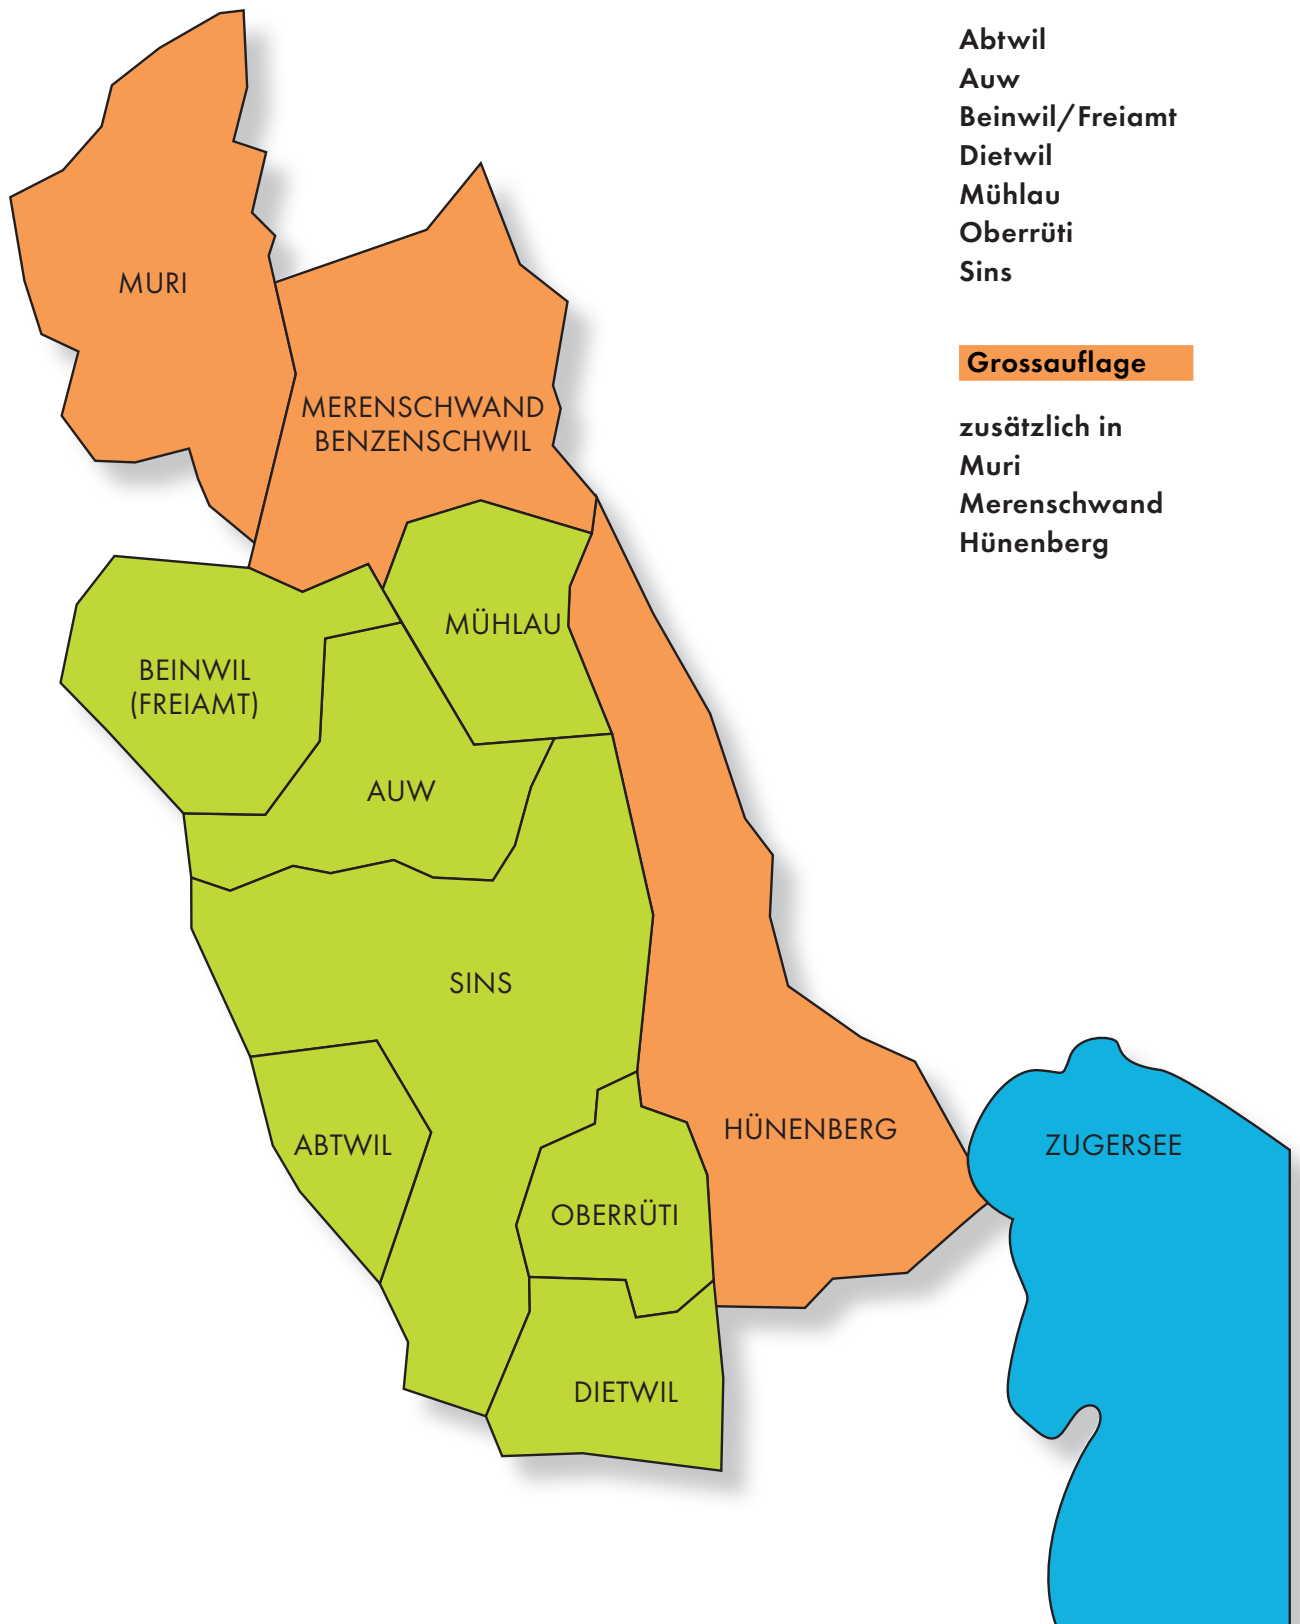 Abtwil
Auw
Beinwil/Freiamt
Dietwil
Mühlau
Oberrüti
Sins
Grossauflage
zusätzlich in
Muri
Merenschwand
Hünenberg
MURI
MERENSCHWAND
BENZENSCHWIL
MÜHLAU
BEINWIL
(FREIAMT)
AUW
SINS
HÜNENBERG
ABTWIL
ZUGERSEE
OBERRÜTI
DIETWIL